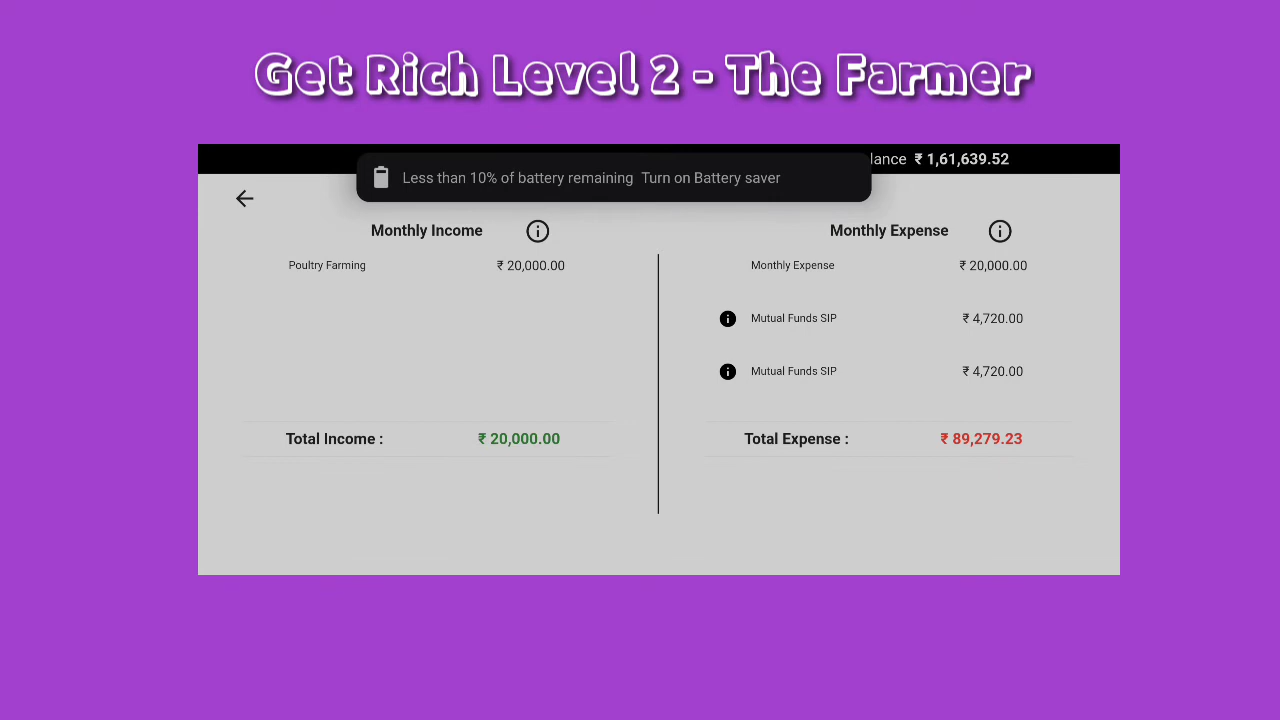 Get Rich Level 2 - The Farmer
lance ₹ 1,61,639.52
Less than 10% of battery remaining Turn on Battery saver
Monthly Income
Monthly Expense
Poultry Farming ₹ 20,000.00
Monthly Expense ₹ 20,000.00
Mutual Funds SIP ₹ 4,720.00
Mutual Funds SIP ₹ 4,720.00
Total Income : ₹ 20,000.00
Total Expense : ₹ 89,279.23